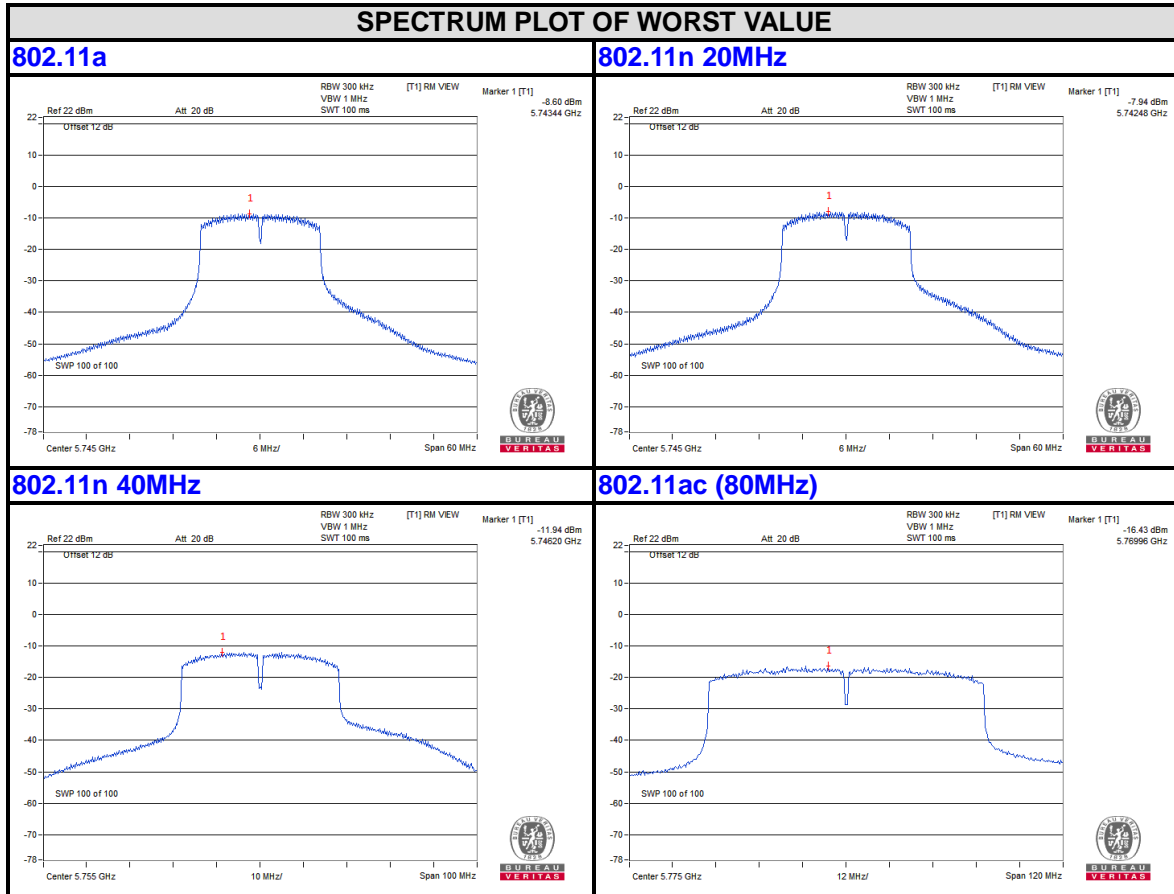 SPECTRUM PLOT OF WORST VALUE
802.11a
802.11n 20MHz
RBW 300 kHz [T1] RM VIEW Marker 1 [T1]
VBW 1 MHz -8.60 dBm
Ref 22 dBm Att 20 dB SWT 100 ms 5.74344 GHz
22
Offset 12 dB
10
0
1
-10
-20
-30
-40
-50
SWP 100 of 100
-60
-70
-78
Center 5.745 GHz 6 MHz/ Span 60 MHz
BUREAU VERITAS
1828
BUREAU
VERITAS
RBW 300 kHz [T1] RM VIEW Marker 1 [T1]
VBW 1 MHz -7.94 dBm
Ref 22 dBm Att 20 dB SWT 100 ms 5.74248 GHz
22
Offset 12 dB
10
0
1
-10
-20
-30
-40
-50
SWP 100 of 100
-60
-70
-78
Center 5.745 GHz 6 MHz/ Span 60 MHz
BUREAU VERITAS
1828
BUREAU
VERITAS
802.11n 40MHz
802.11ac (80MHz)
RBW 300 kHz [T1] RM VIEW Marker 1 [T1]
VBW 1 MHz -11.94 dBm
Ref 22 dBm Att 20 dB SWT 100 ms 5.74620 GHz
22
Offset 12 dB
10
0
1
-10
-20
-30
-40
-50
SWP 100 of 100
-60
-70
-78
Center 5.755 GHz 10 MHz/ Span 100 MHz
BUREAU VERITAS
1828
BUREAU
VERITAS
RBW 300 kHz [T1] RM VIEW Marker 1 [T1]
VBW 1 MHz -16.43 dBm
Ref 22 dBm Att 20 dB SWT 100 ms 5.76996 GHz
22
Offset 12 dB
10
0
-10
1
-20
-30
-40
-50
SWP 100 of 100
-60
-70
-78
Center 5.775 GHz 12 MHz/ Span 120 MHz
BUREAU VERITAS
1828
BUREAU
VERITAS